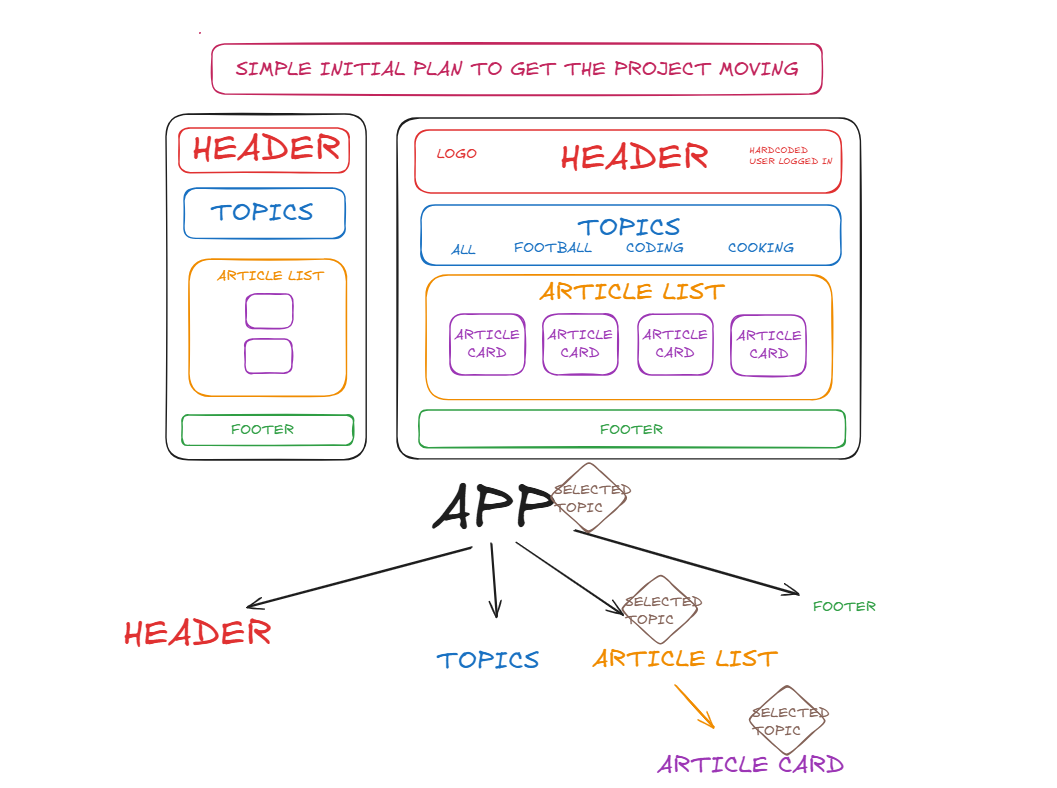 SIMPLE INITIAL PLAN TO GET THE PROJECT MOVING
HEADER
TOPICS
ARTICLE LIST
FOOTER
LOGO
HEADER
HARDCODED
USER LOGGED IN
TOPICS
ALL
FOOTBALL
CODING
COOKING
ARTICLE LIST
ARTICLE
CARD
ARTICLE
CARD
ARTICLE
CARD
ARTICLE
CARD
FOOTER
APP
SELECTED
TOPIC
HEADER
TOPICS
SELECTED
TOPIC
ARTICLE LIST
FOOTER
SELECTED
TOPIC
ARTICLE CARD